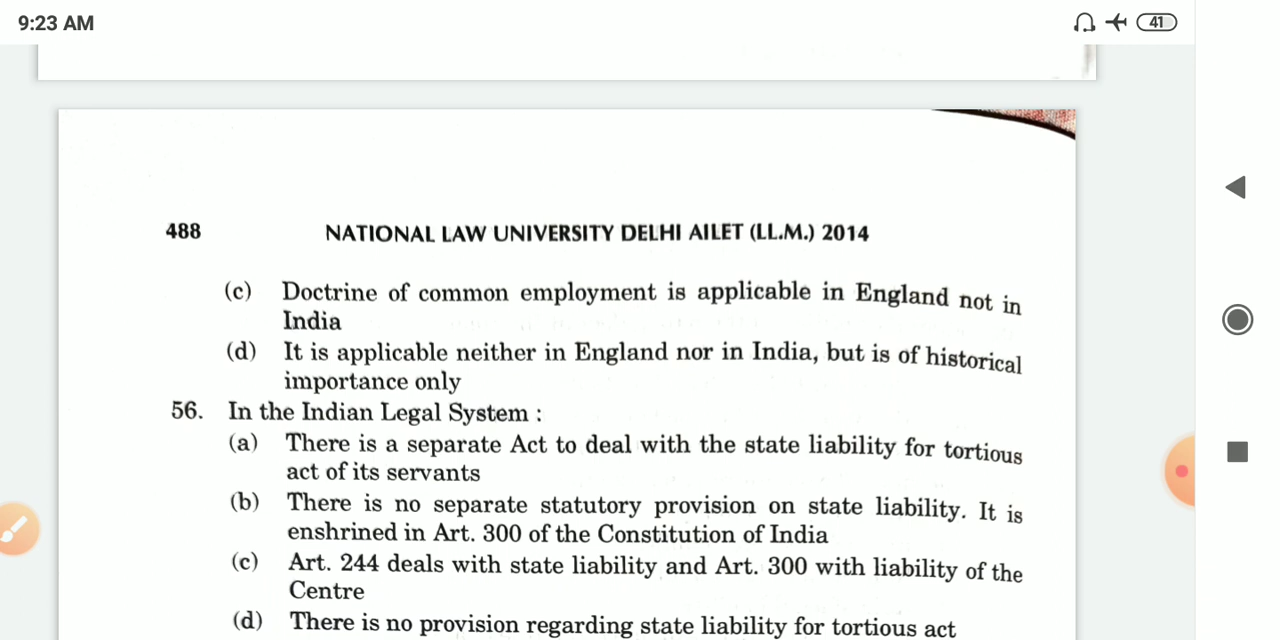 9:23 AM
41
488 NATIONAL LAW UNIVERSITY DELHI AILET (LL.M.) 2014
(c) Doctrine of common employment is applicable in England not in
India
(d) It is applicable neither in England nor in India, but is of historical
importance only
56. In the Indian Legal System :
(a) There is a separate Act to deal with the state liability for tortious
act of its servants
(b) There is no separate statutory provision on state liability. It is
enshrined in Art. 300 of the Constitution of India
(c) Art. 244 deals with state liability and Art. 300 with liability of the
Centre
(d) There is no provision regarding state liability for tortious act